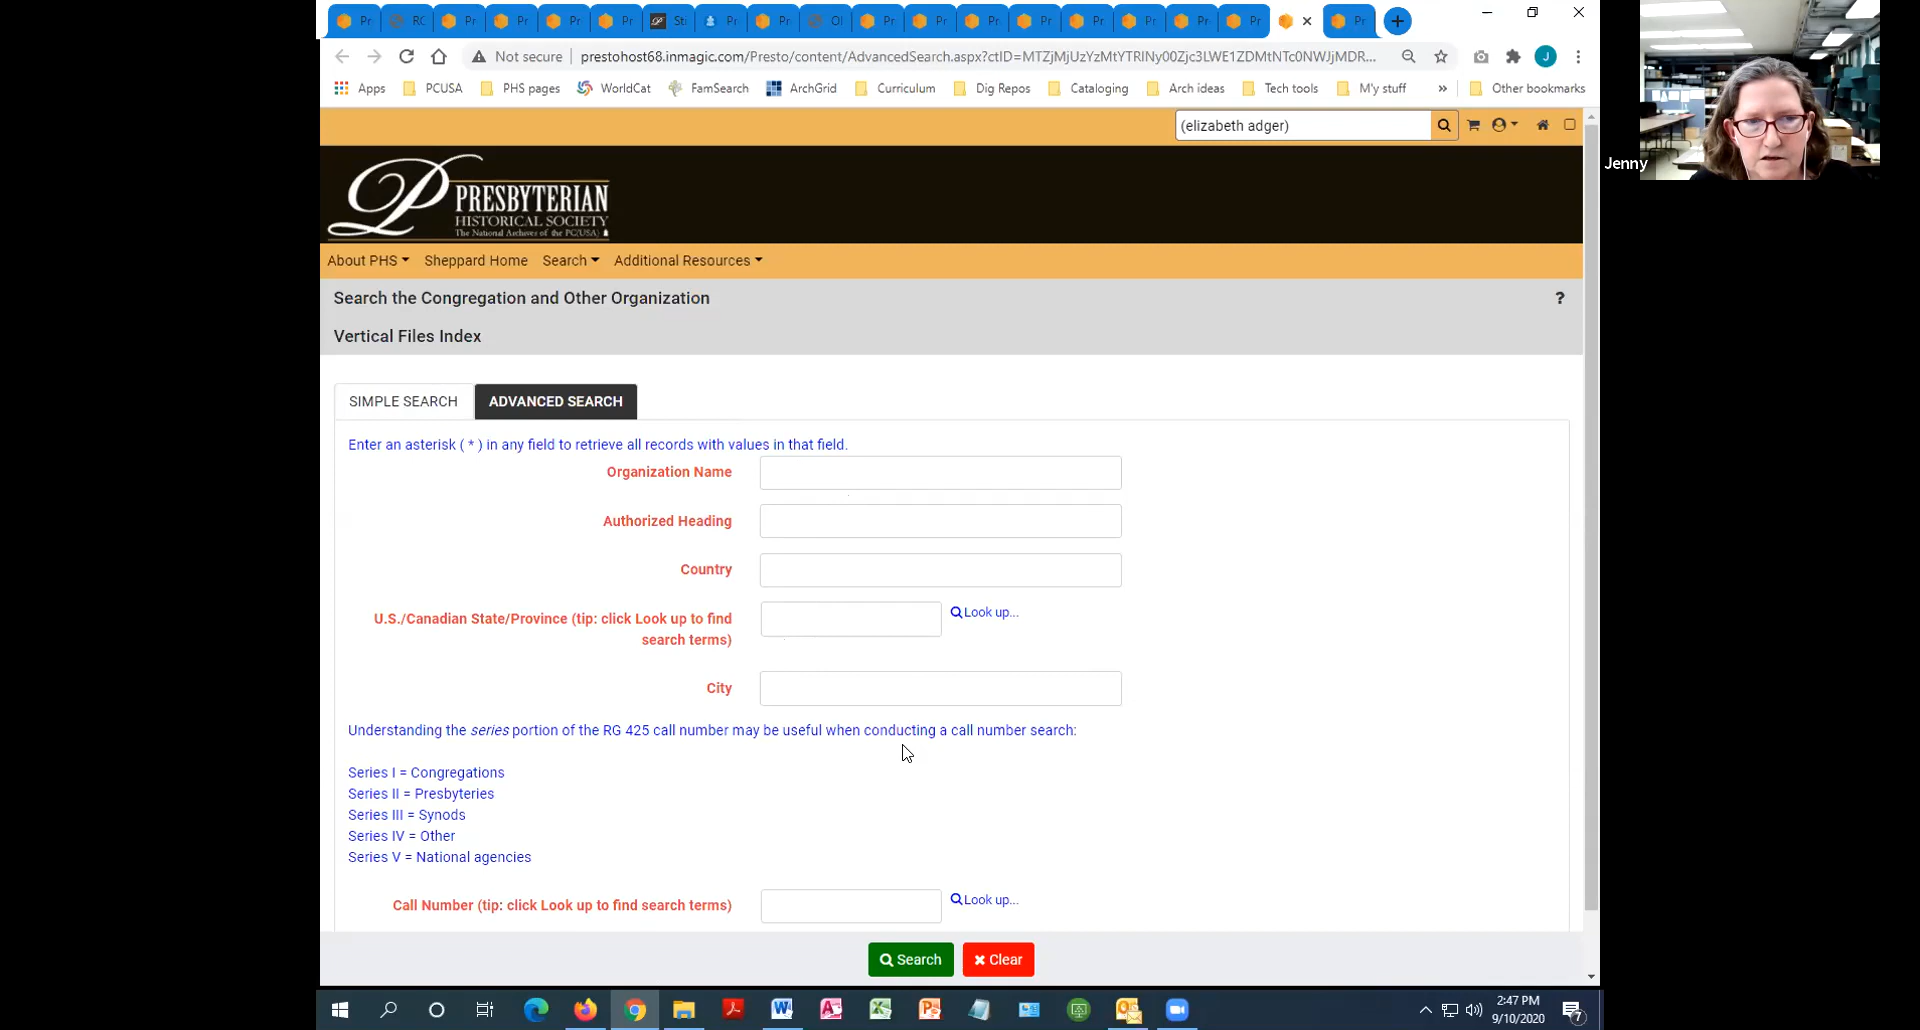 Pr RC Pr Pr Pr Pr Sta Pr Pr Ol Pr Pr Pr Pr Pr Pr Pr Pr Pr
Not secure prestohost68.inmagic.com/Presto/content/AdvancedSearch.aspx?ctID=MTZjMjUzYzMtYTRlNy00Zjc3LWE1ZDMtNTc0NWJjMDR...
Apps PCUSA PHS pages WorldCat FamSearch ArchGrid Curriculum Dig Repos Cataloging Arch ideas Tech tools M'y stuff » Other bookmarks
(elizabeth adger)
Jenny
PRESBYTERIAN
HISTORICAL SOCIETY
The National Archives of the PC(USA)
About PHS Sheppard Home Search Additional Resources
Search the Congregation and Other Organization ?
Vertical Files Index
SIMPLE SEARCH ADVANCED SEARCH
Enter an asterisk ( * ) in any field to retrieve all records with values in that field.
Organization Name
Authorized Heading
Country
U.S./Canadian State/Province (tip: click Look up to find Look up...
search terms)
City
Understanding the series portion of the RG 425 call number may be useful when conducting a call number search:
Series I = Congregations
Series II = Presbyteries
Series III = Synods
Series IV = Other
Series V = National agencies
Call Number (tip: click Look up to find search terms) Look up...
Search Clear
2:47 PM
9/10/2020
7